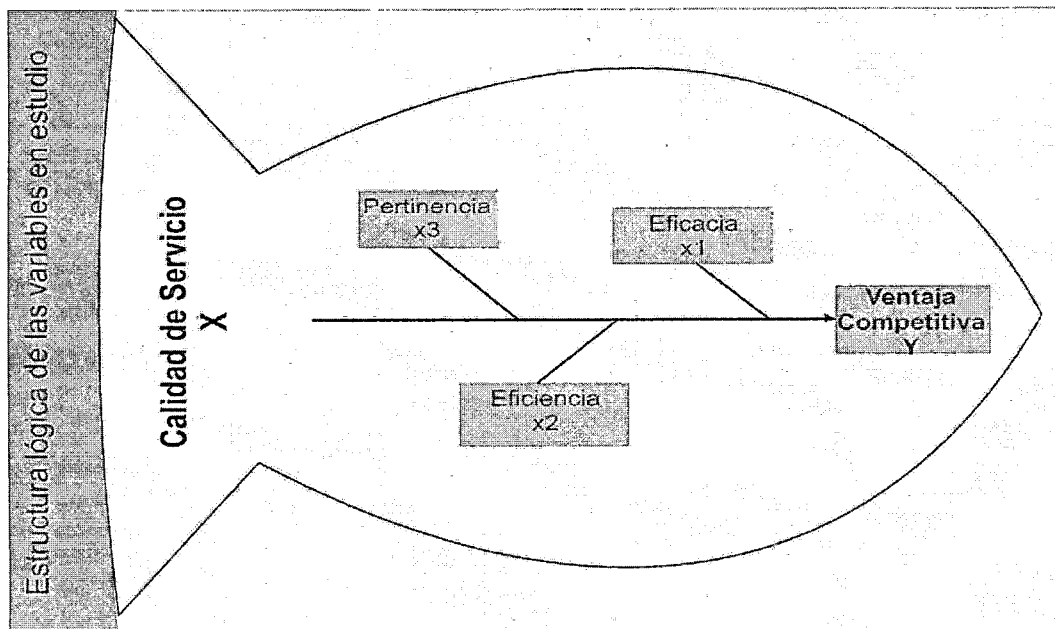 Estructura lógica de las variables en estudio
Calidad de Servicio
X
Pertinencia
x3
Eficacia
x1
Ventaja
Competitiva
Y
Eficiencia
x2